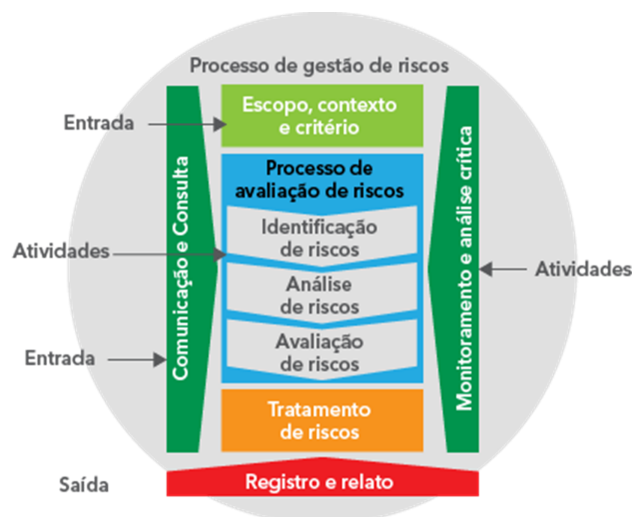 Processo de gestão de riscos
Entrada
Escopo, contexto
e critério
Processo de
avaliação de riscos
Identificação
de riscos
Atividades
Análise
de riscos
Atividades
Avaliação
de riscos
Entrada
Comunicação e Consulta
Monitoramento e análise crítica
Tratamento
de riscos
Saída
Registro e relato